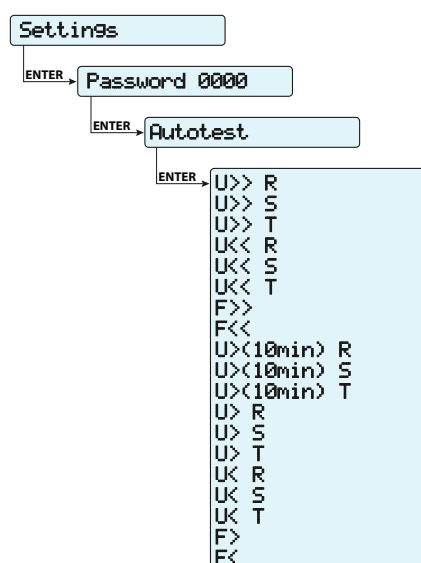 Settings
ENTER
Password 0000
ENTER
Autotest
ENTER
U>> R
U>> S
U>> T
U<< R
U<< S
U<< T
F>>
F<<
U>(10min) R
U>(10min) S
U>(10min) T
U> R
U> S
U> T
U< R
U< S
U< T
F>
F<